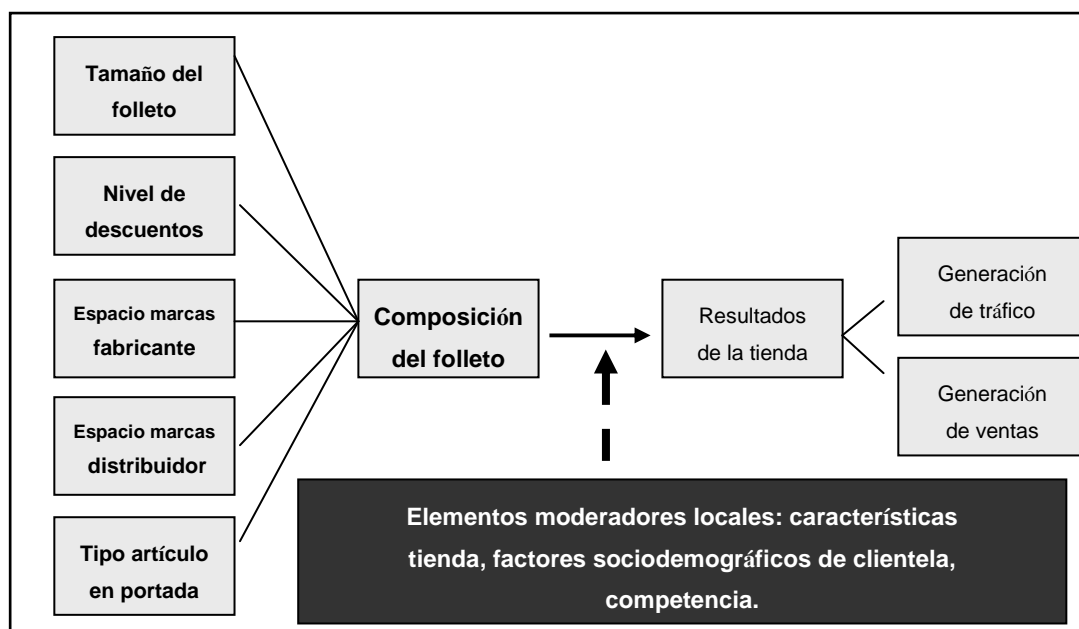 Tamaño del
folleto
Nivel de
descuentos
Espacio marcas
fabricante
Espacio marcas
distribuidor
Tipo artículo
en portada
Composición
del folleto
Resultados
de la tienda
Generación
de tráfico
Generación
de ventas
Elementos moderadores locales: características
tienda, factores sociodemográficos de clientela,
competencia.